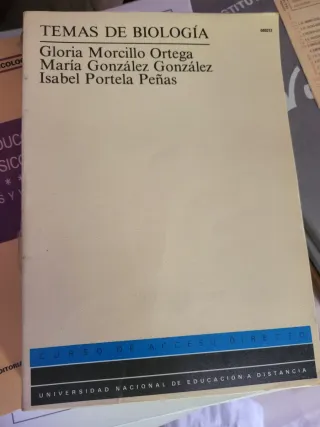 TEMAS DE BIOLOGÍA
Gloria Morcillo Ortega
María González González
Isabel Portela Peñas
CURSO DE ACCESO DIRECTO
UNIVERSIDAD NACIONAL DE EDUCACION A DISTANCIA